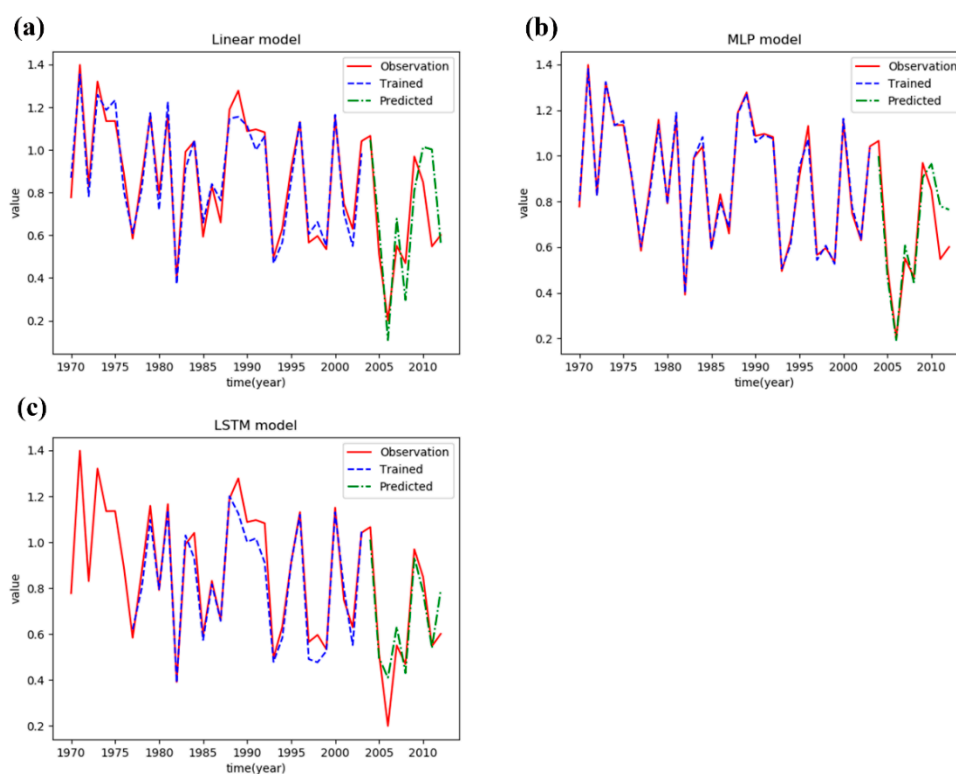 (a)
Linear model
Observation
Trained
Predicted
value
1.4
1.2
1.0
0.8
0.6
0.4
0.2
1970 1975 1980 1985 1990 1995 2000 2005 2010
time(year)
(b)
MLP model
Observation
Trained
Predicted
value
1.4
1.2
1.0
0.8
0.6
0.4
0.2
1970 1975 1980 1985 1990 1995 2000 2005 2010
time(year)
(c)
LSTM model
Observation
Trained
Predicted
value
1.4
1.2
1.0
0.8
0.6
0.4
0.2
1970 1975 1980 1985 1990 1995 2000 2005 2010
time(year)